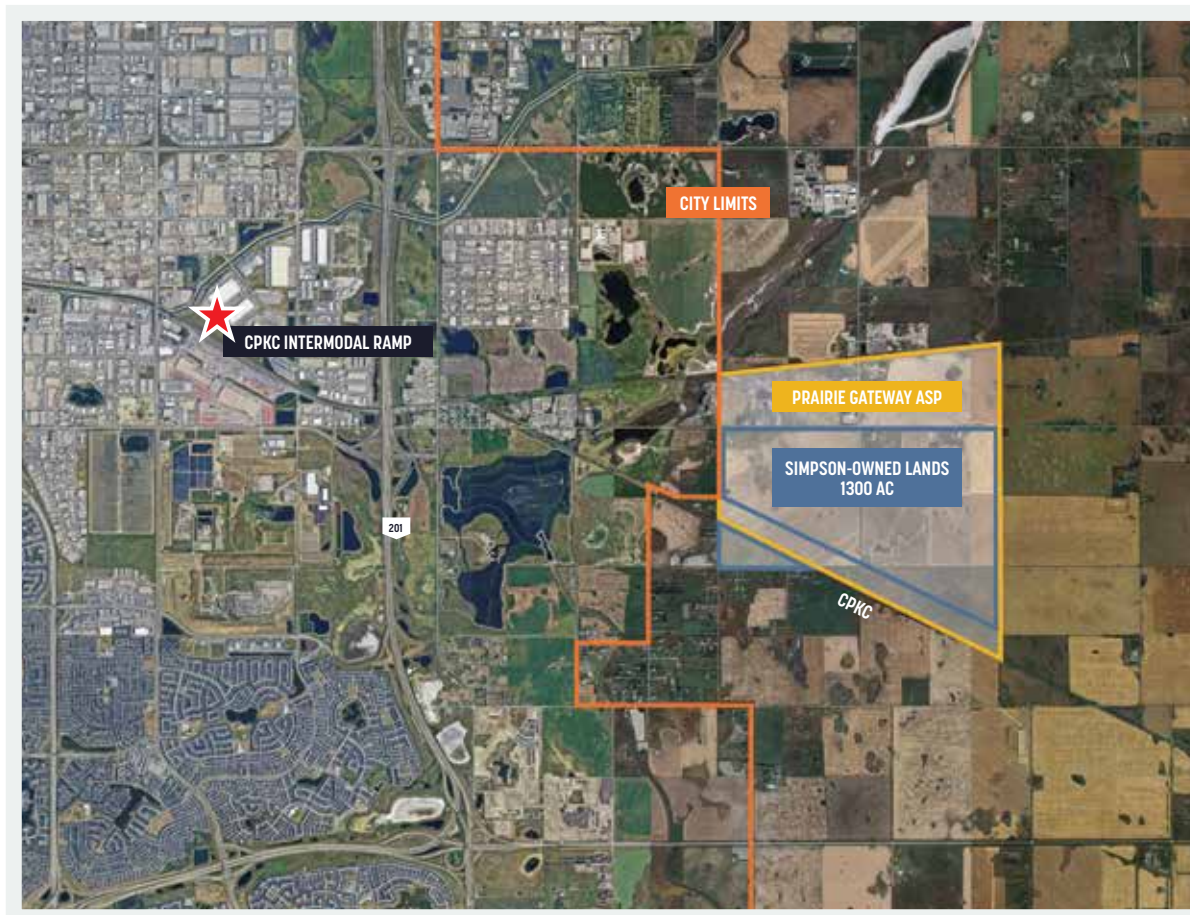 CITY LIMITS
CPKC INTERMODAL RAMP
PRAIRIE GATEWAY ASP
SIMPSON-OWNED LANDS
1300 AC
201
CPKC